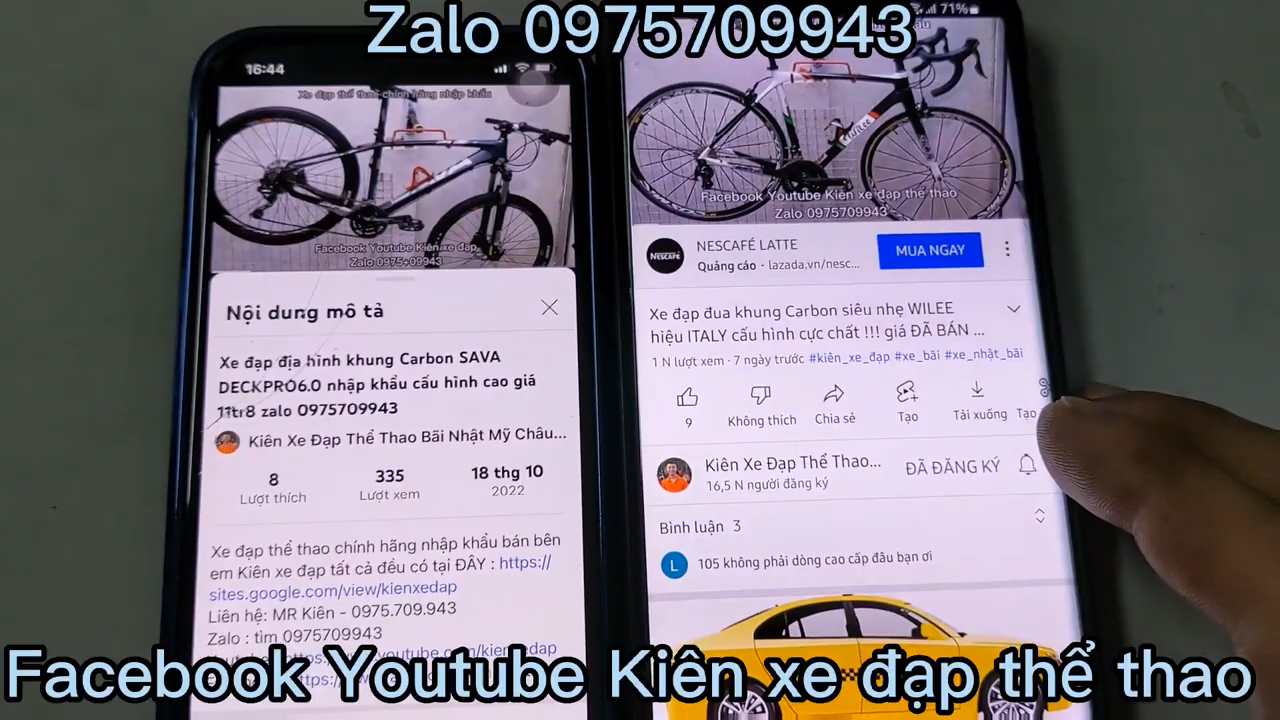 Zalo 0975709943
16:44
Xe đạp thể thao chính hãng nhập khẩu
Facebook Youtube Kiên xe đạp
Zalo 0975709943
Nội dung mô tả
Xe đạp địa hình khung Carbon SAVA
DECKPRO6.0 nhập khẩu cấu hình cao giá
11tr8 zalo 0975709943
Kiên Xe Đạp Thể Thao Bãi Nhật Mỹ Châu...
8
Lượt thích
335
Lượt xem
18 thg 10
2022
Xe đạp thể thao chính hãng nhập khẩu bán bên
em Kiên xe đạp tất cả đều có tại ĐÂY : https://
sites.google.com/view/kienxedap
Liên hệ: MR Kiên - 0975.709.943
Zalo : tìm 0975709943
71%
Facebook Youtube Kiên xe đạp thể thao
Zalo 0975709943
NESCAFÉ
NESCAFÉ LATTE
Quảng cáo · lazada.vn/nesc...
MUA NGAY
Xe đạp đua khung Carbon siêu nhẹ WILEE
hiệu ITALY cấu hình cực chất !!! giá ĐÃ BÁN ...
1 N lượt xem · 7 ngày trước #kiên_xe_đạp #xe_bãi #xe_nhật_bãi
9
Không thích
Chia sẻ
Tạo
Tải xuống
Tạo
Kiên Xe Đạp Thể Thao...
16,5 N người đăng ký
ĐÃ ĐĂNG KÝ
Bình luận 3
L
105 không phải dòng cao cấp đâu bạn ơi
Facebook Youtube Kiên xe đạp thể thao